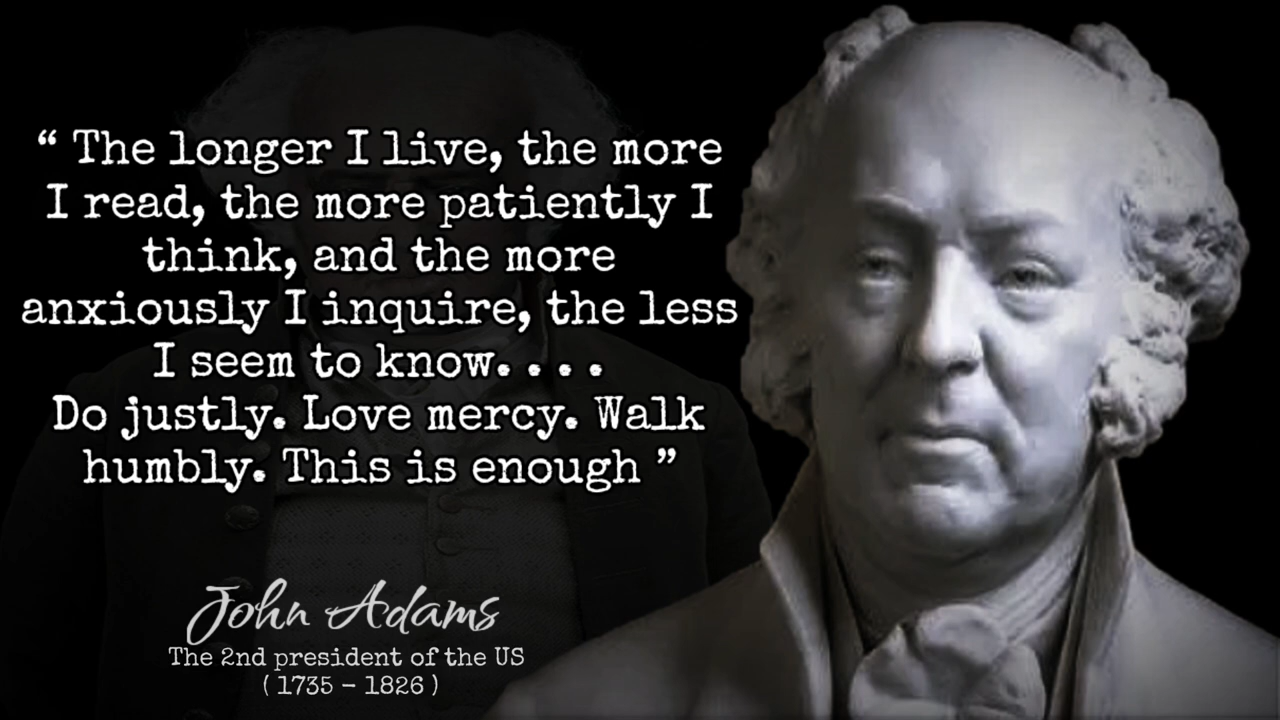 “ The longer I live, the more
I read, the more patiently I
think, and the more
anxiously I inquire, the less
I seem to know. . . .
Do justly. Love mercy. Walk
humbly. This is enough ”
John Adams
The 2nd president of the US
( 1735 – 1826 )